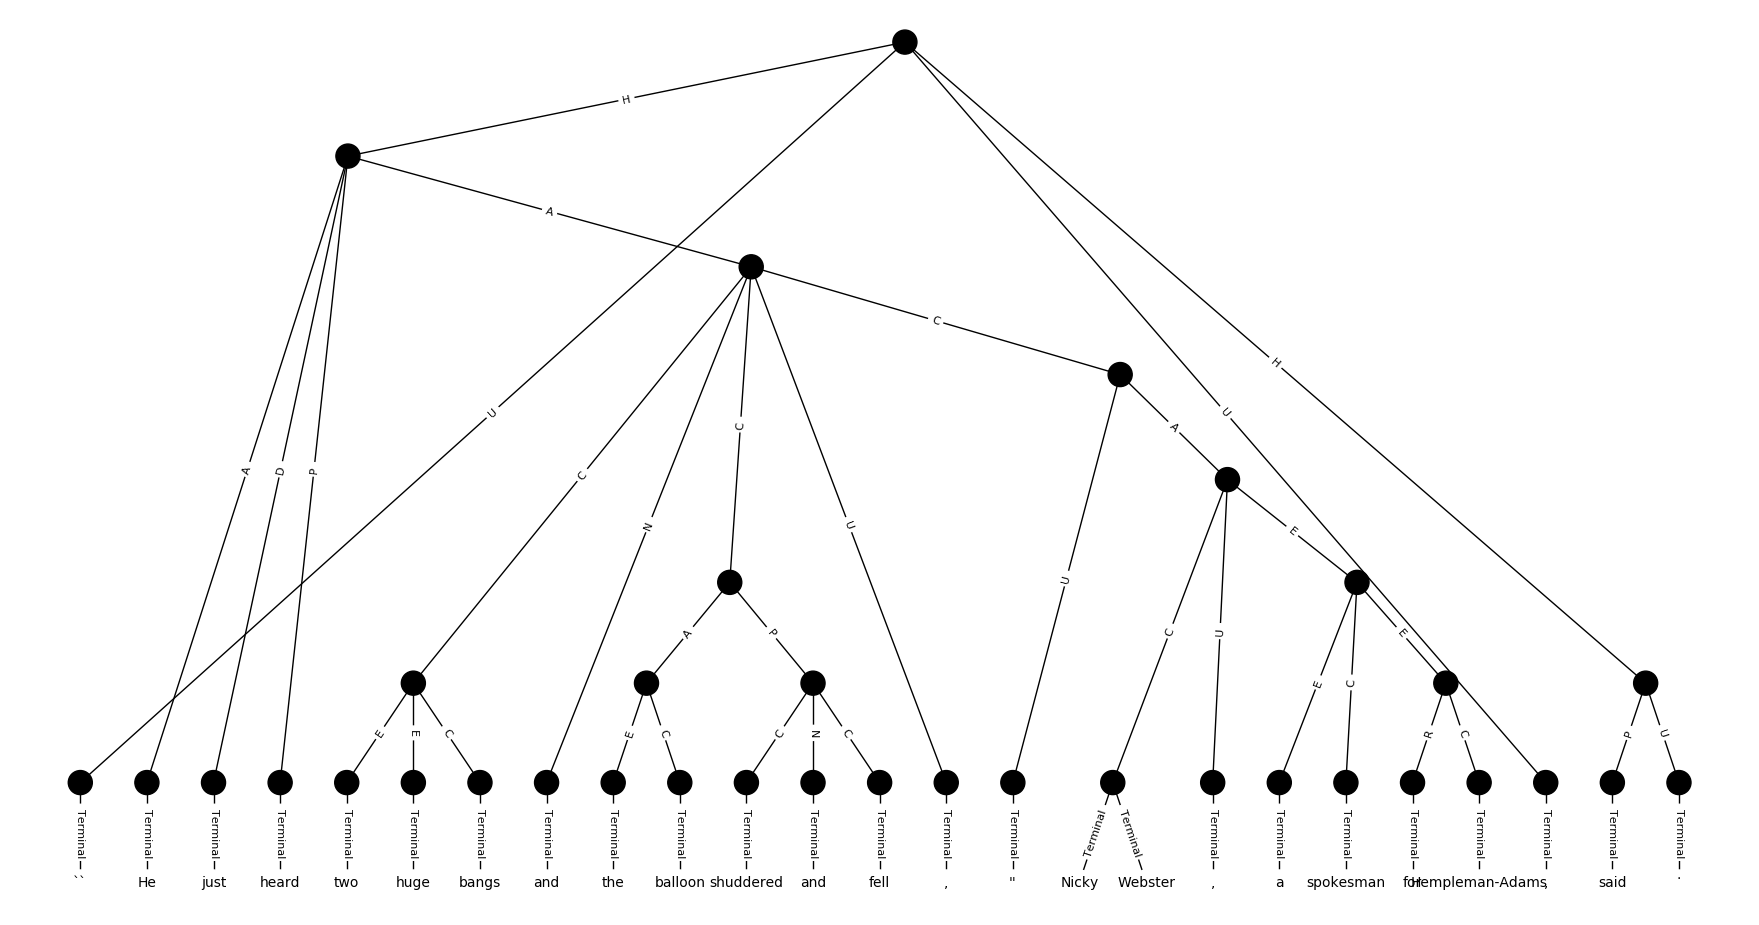 H
A
U
C
H
U
A
D
P
C
N
C
U
U
A
E
A
P
C
U
E
C
E
E
E
C
E
C
C
N
C
R
C
P
U
Terminal Terminal Terminal Terminal Terminal Terminal Terminal Terminal Terminal Terminal Terminal Terminal Terminal Terminal Terminal Terminal Terminal Terminal Terminal Terminal Terminal Terminal Terminal Terminal Terminal
`` He just heard two huge bangs and the balloon shuddered and fell , " Nicky Webster , a spokesman for Hempleman-Adams , said .